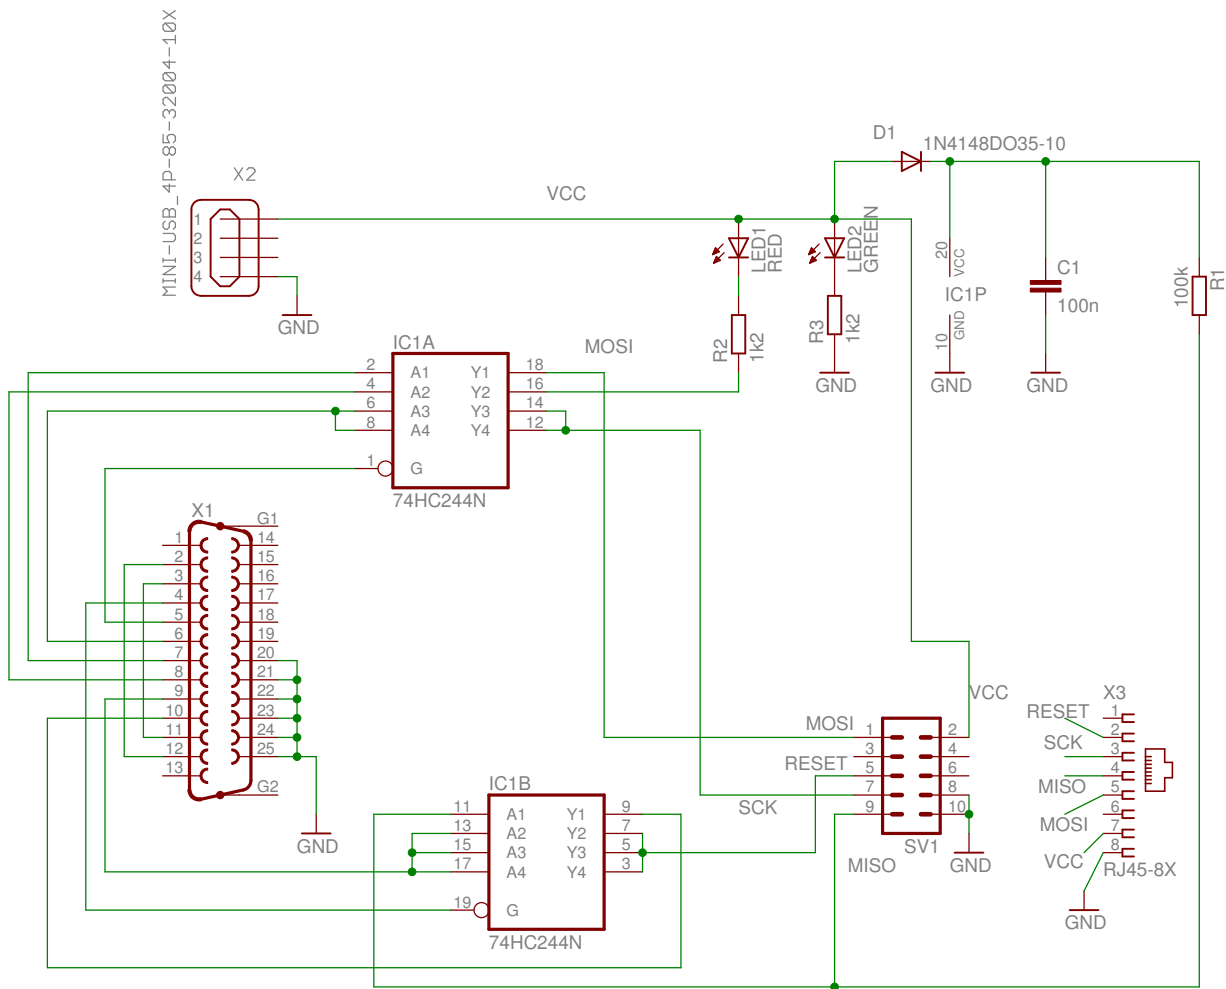 MINI-USB_4P-85-32004-10X
X2
1
2
3
4
GND
VCC
D1
1N4148DO35-10
LED1
RED
LED2
GREEN
R2
1k2
R3
1k2
GND
20
VCC
IC1P
GND
10
GND
C1
100n
GND
100k
R1
IC1A
MOSI
2 A1 Y1 18
4 A2 Y2 16
6 A3 Y3 14
8 A4 Y4 12
1 G
74HC244N
X1
G1
1 14
2 15
3 16
4 17
5 18
6 19
7 20
8 21
9 22
10 23
11 24
12 25
13
G2
GND
IC1B
11 A1 Y1 9
13 A2 Y2 7
15 A3 Y3 5
17 A4 Y4 3
19 G
74HC244N
VCC
MOSI
RESET
SCK
MISO
1 2
3 4
5 6
7 8
9 10
SV1
GND
X3
RESET
SCK
MISO
MOSI
VCC
1
2
3
4
5
6
7
8
RJ45-8X
GND